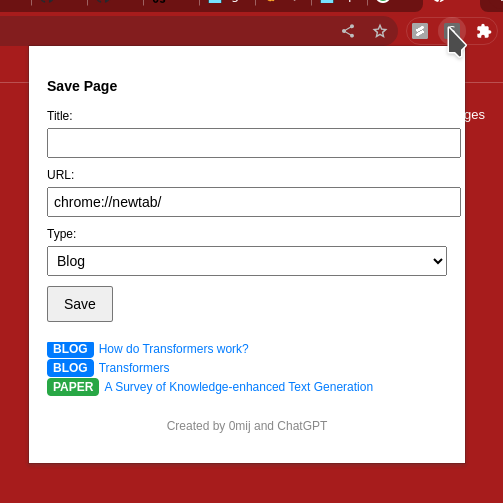 ges
Save Page
Title:
URL:
chrome://newtab/
Type:
Blog
Save
BLOG How do Transformers work?
BLOG Transformers
PAPER A Survey of Knowledge-enhanced Text Generation
Created by 0mij and ChatGPT